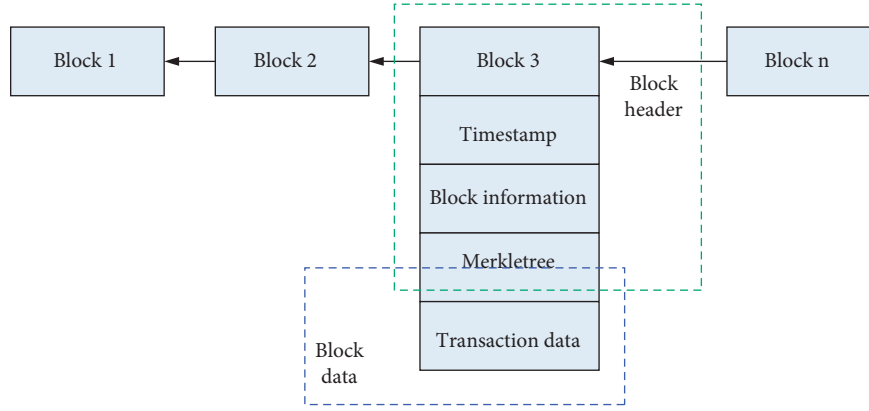 Block 1
Block 2
Block 3
Block n
Block
header
Timestamp
Block information
Merkletree
Transaction data
Block
data